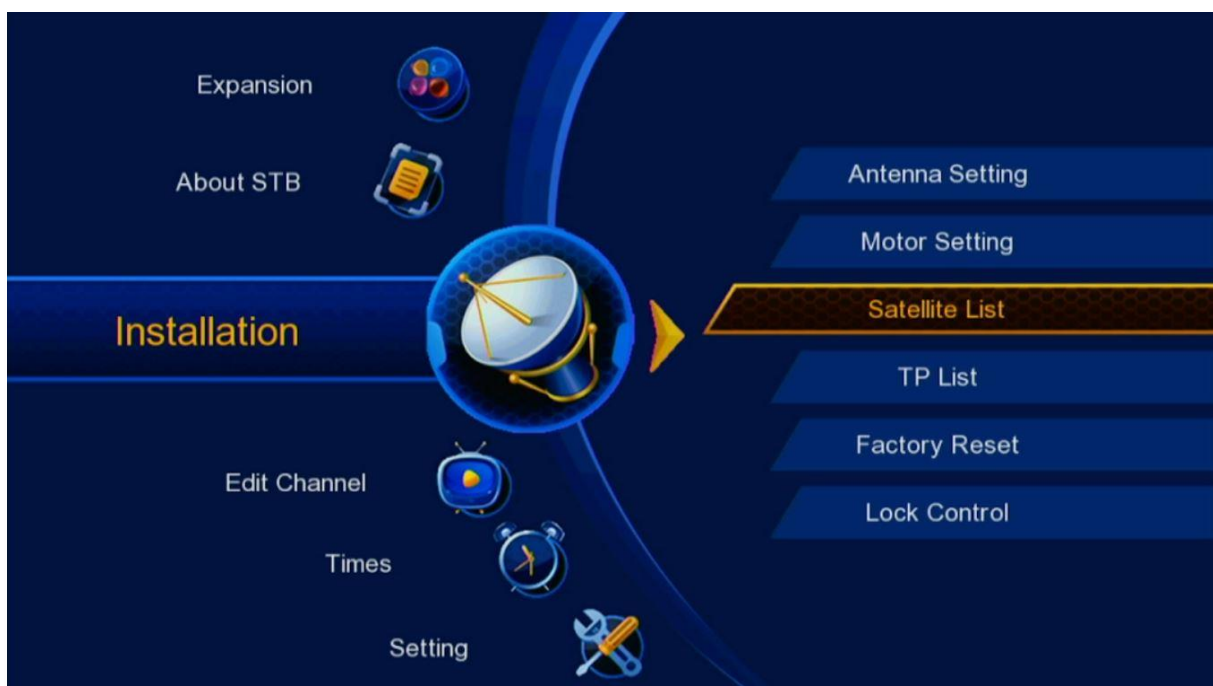 Expansion
About STB
Installation
Edit Channel
Times
Setting
Antenna Setting
Motor Setting
Satellite List
TP List
Factory Reset
Lock Control